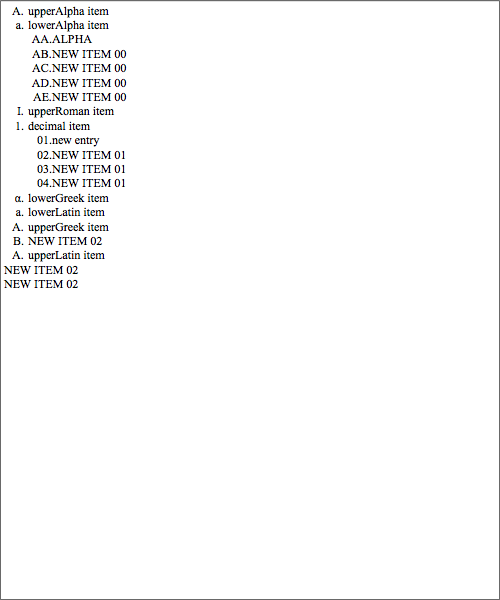 A. upperAlpha item
a. lowerAlpha item
AA.ALPHA
AB.NEW ITEM 00
AC.NEW ITEM 00
AD.NEW ITEM 00
AE.NEW ITEM 00
I. upperRoman item
1. decimal item
01.new entry
02.NEW ITEM 01
03.NEW ITEM 01
04.NEW ITEM 01
α. lowerGreek item
a. lowerLatin item
Α. upperGreek item
Β. NEW ITEM 02
A. upperLatin item
NEW ITEM 02
NEW ITEM 02